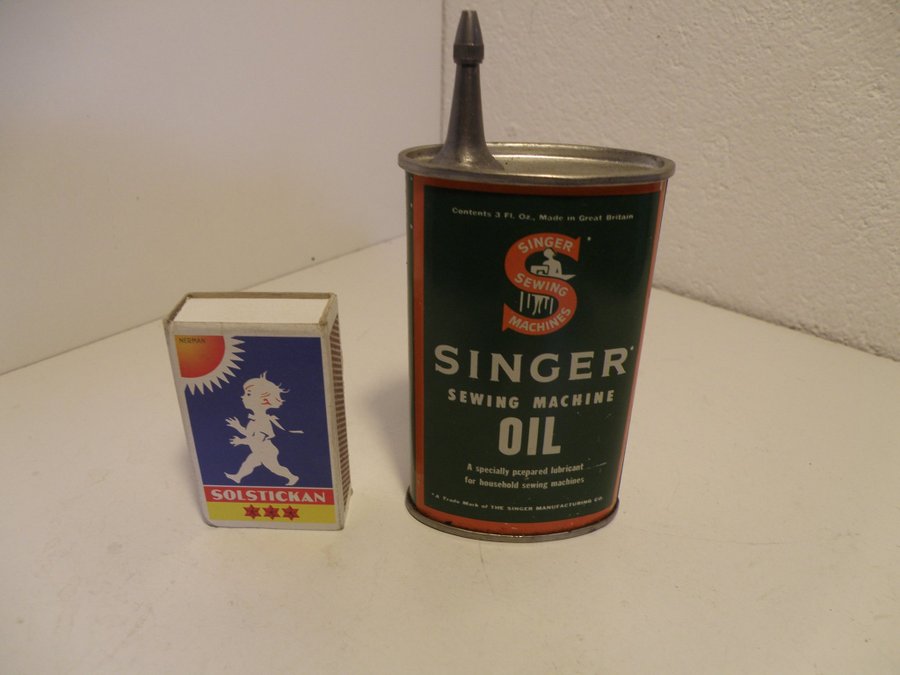 NERMAN
SOLSTICKAN
Contents 3 Fl. Oz., Made in Great Britain
SINGER
SEWING
MACHINES
SINGER
SEWING MACHINE
OIL
A specially prepared lubricant
for household sewing machines
*A Trade Mark of THE SINGER MANUFACTURING CO.